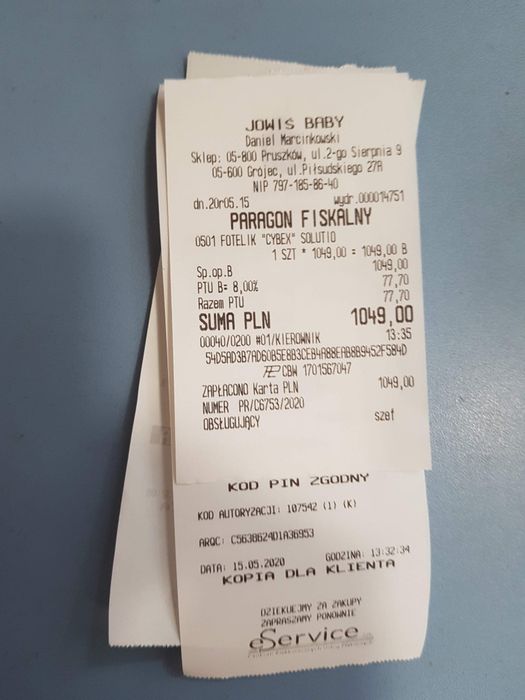 JOWIŚ BABY
Daniel Marcinkowski
Sklep: 05-800 Pruszków, ul.2-go Sierpnia 9
05-600 Grójec, ul.Piłsudskiego 27A
NIP 797-185-86-40
dn.20r05.15 wydr.000014751
PARAGON FISKALNY
0501 FOTELIK "CYBEX" SOLUTIO
1 SZT * 1049,00 = 1049,00 B
Sp.op.B 1049,00
PTU B= 8,00% 77,70
Razem PTU 77,70
SUMA PLN 1049,00
00040/0200 #01/KIEROWNIK 13:35
54D5AD3B7AD60B5E8B3CEB4A88EAB8B9452F584D
CBW 1701567047
ZAPŁACONO Karta PLN 1049,00
NUMER PR/C6753/2020
OBSŁUGUJĄCY szef
KOD PIN ZGODNY
KOD AUTORYZACJI: 107542 (1) (K)
ARQC: C5638624D1A36953
DATA: 15.05.2020 GODZINA: 13:32:34
KOPIA DLA KLIENTA
DZIĘKUJEMY ZA ZAKUPY
ZAPRASZAMY PONOWNIE
eService